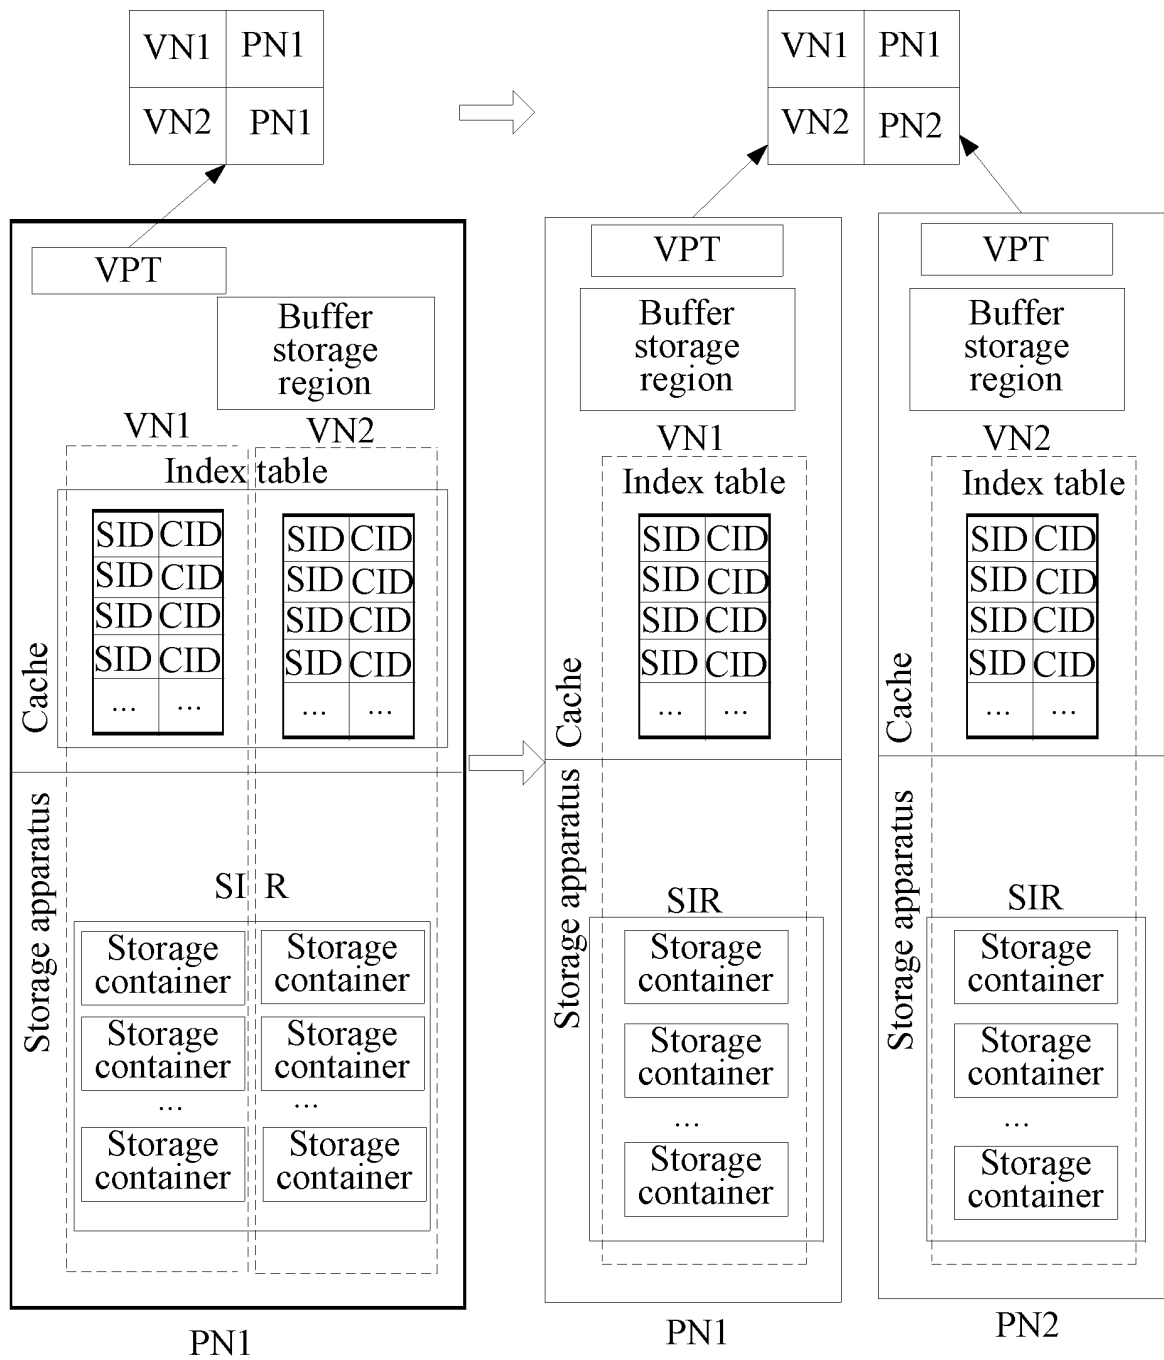 VN1 PN1
VN2 PN1
VPT
Buffer
storage
region
VN1 VN2
Index table
SID CID SID CID
SID CID SID CID
SID CID SID CID
SID CID SID CID
... ... ... ...
Cache
Storage apparatus
SIR
Storage
container
Storage
container
Storage
container
Storage
container
... ...
Storage
container
Storage
container
PN1
VN1 PN1
VN2 PN2
VPT
Buffer
storage
region
VN1
Index table
SID CID
SID CID
SID CID
SID CID
... ...
Cache
Storage apparatus
SIR
Storage
container
Storage
container
...
Storage
container
PN1
VPT
Buffer
storage
region
VN2
Index table
SID CID
SID CID
SID CID
SID CID
... ...
Cache
Storage apparatus
SIR
Storage
container
Storage
container
...
Storage
container
PN2